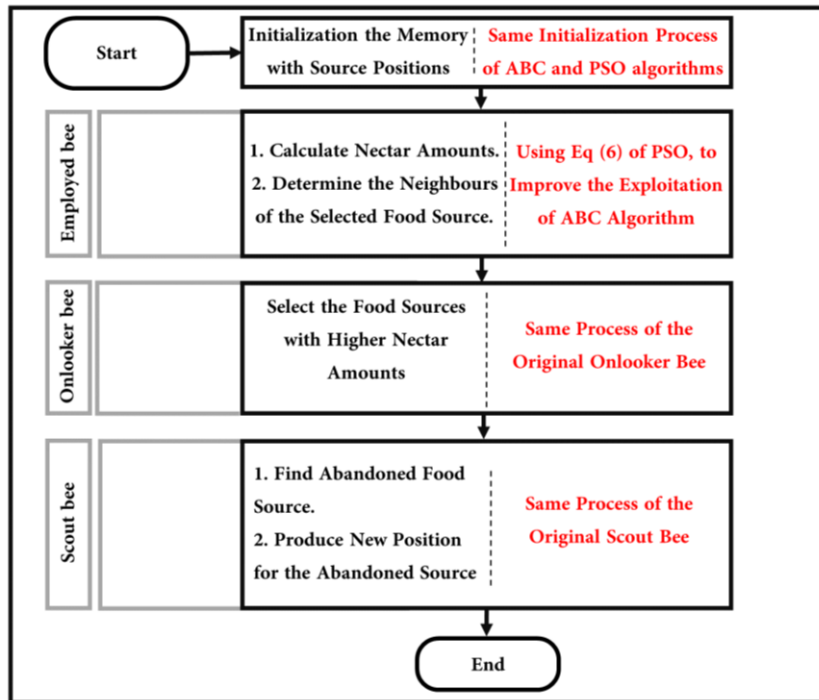 Start
Initialization the Memory
with Source Positions
Same Initialization Process
of ABC and PSO algorithms
Employed bee
1. Calculate Nectar Amounts.
2. Determine the Neighbours
of the Selected Food Source.
Using Eq (6) of PSO, to
Improve the Exploitation
of ABC Algorithm
Onlooker bee
Select the Food Sources
with Higher Nectar
Amounts
Same Process of the
Original Onlooker Bee
Scout bee
1. Find Abandoned Food
Source.
2. Produce New Position
for the Abandoned Source
Same Process of the
Original Scout Bee
End